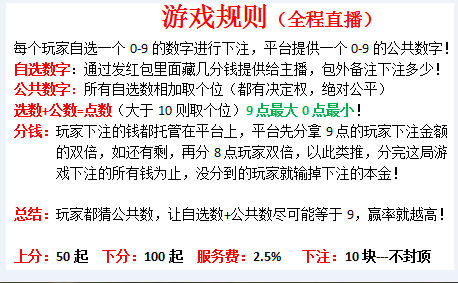 游戏规则（全程直播）
每个玩家自选一个 0-9 的数字进行下注，平台提供一个 0-9 的公共数字！
自选数字：通过发红包里面藏几分钱提供给主播，包外备注下注多少！
公共数字：所有自选数相加取个位（都有决定权，绝对公平）
选数+公数=点数（大于 10 则取个位）9 点最大 0 点最小！
分钱：玩家下注的钱都托管在平台上，平台先分拿 9 点的玩家下注金额
的双倍，如还有剩，再分 8 点玩家双倍，以此类推，分完这局游
戏下注的所有钱为止，没分到的玩家就输掉下注的本金！
总结：玩家都猜公共数，让自选数+公共数尽可能等于 9，赢率就越高！
上分：50 起 下分：100 起 服务费：2.5% 下注：10 块---不封顶